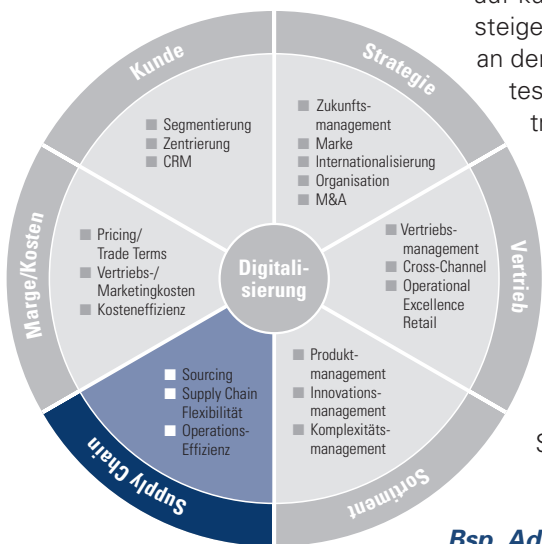 Kunde
Segmentierung
Zentrierung
CRM
Strategie
Zukunfts-
management
Marke
Internationalisierung
Organisation
M&A
Vertrieb
Vertriebs-
management
Cross-Channel
Operational
Excellence
Retail
Sortiment
Produkt-
management
Innovations-
management
Komplexitäts-
management
Supply Chain
Sourcing
Supply Chain
Flexibilität
Operations-
Effizienz
Marge/Kosten
Pricing/
Trade Terms
Vertriebs-/
Marketingkosten
Kosteneffizienz
Digitali-
sierung
steige
an der
tes
S
Bsp. Ad